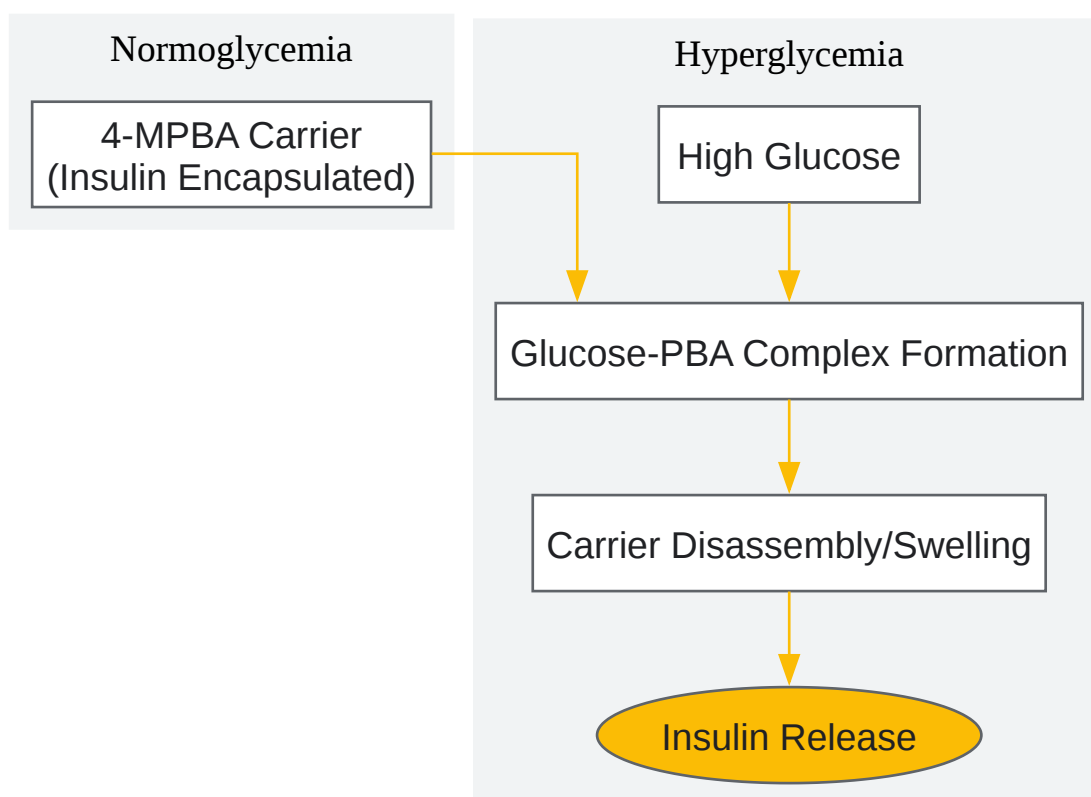 Normoglycemia
4-MPBA Carrier
(Insulin Encapsulated)
Hyperglycemia
High Glucose
Glucose-PBA Complex Formation
Carrier Disassembly/Swelling
Insulin Release